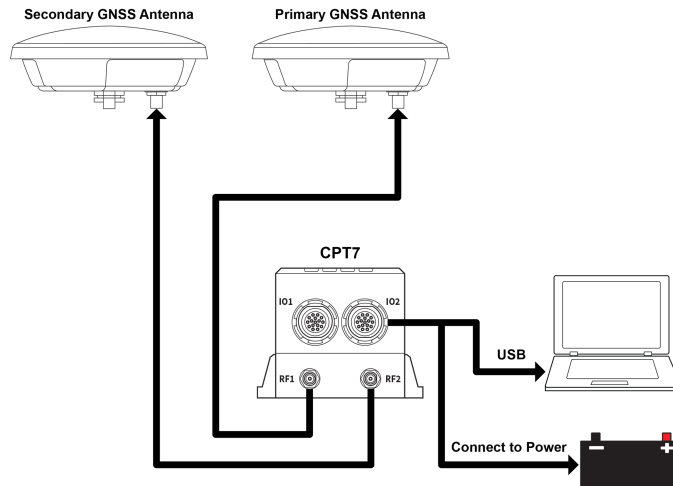 Secondary GNSS Antenna
Primary GNSS Antenna
CPT7
IO1
IO2
RF1
RF2
USB
Connect to Power